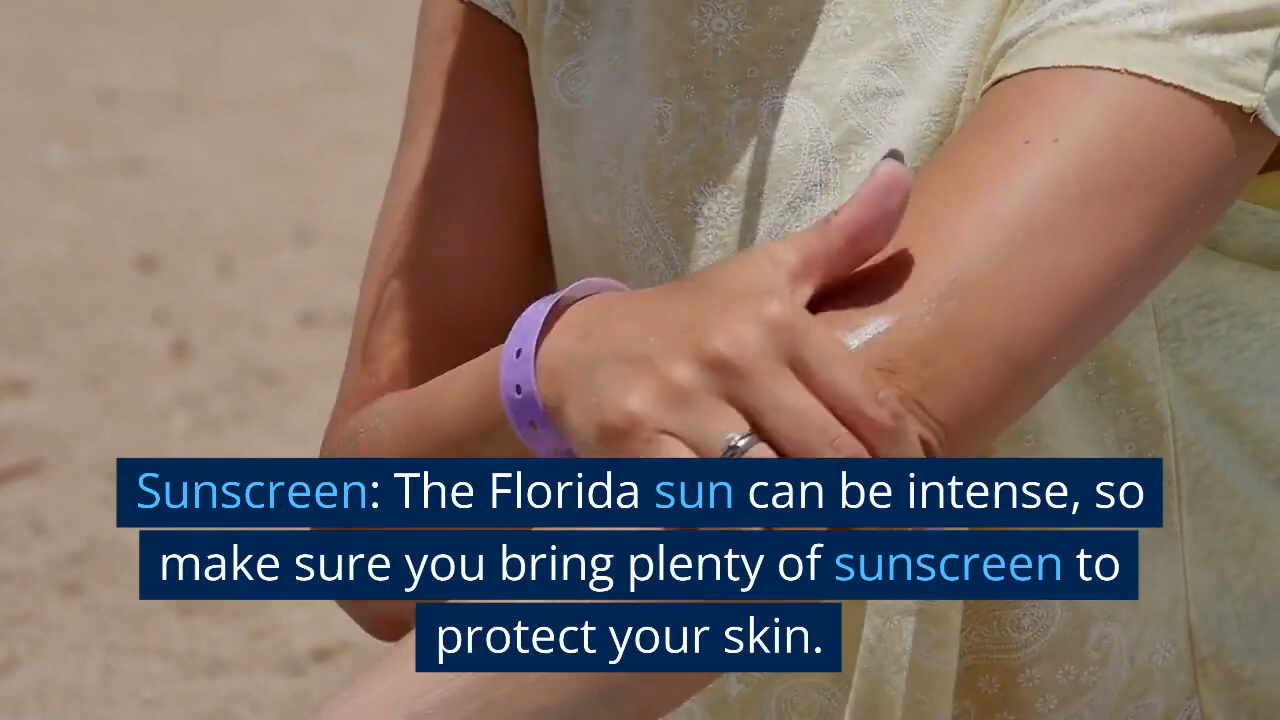 Sunscreen: The Florida sun can be intense, so
make sure you bring plenty of sunscreen to
protect your skin.